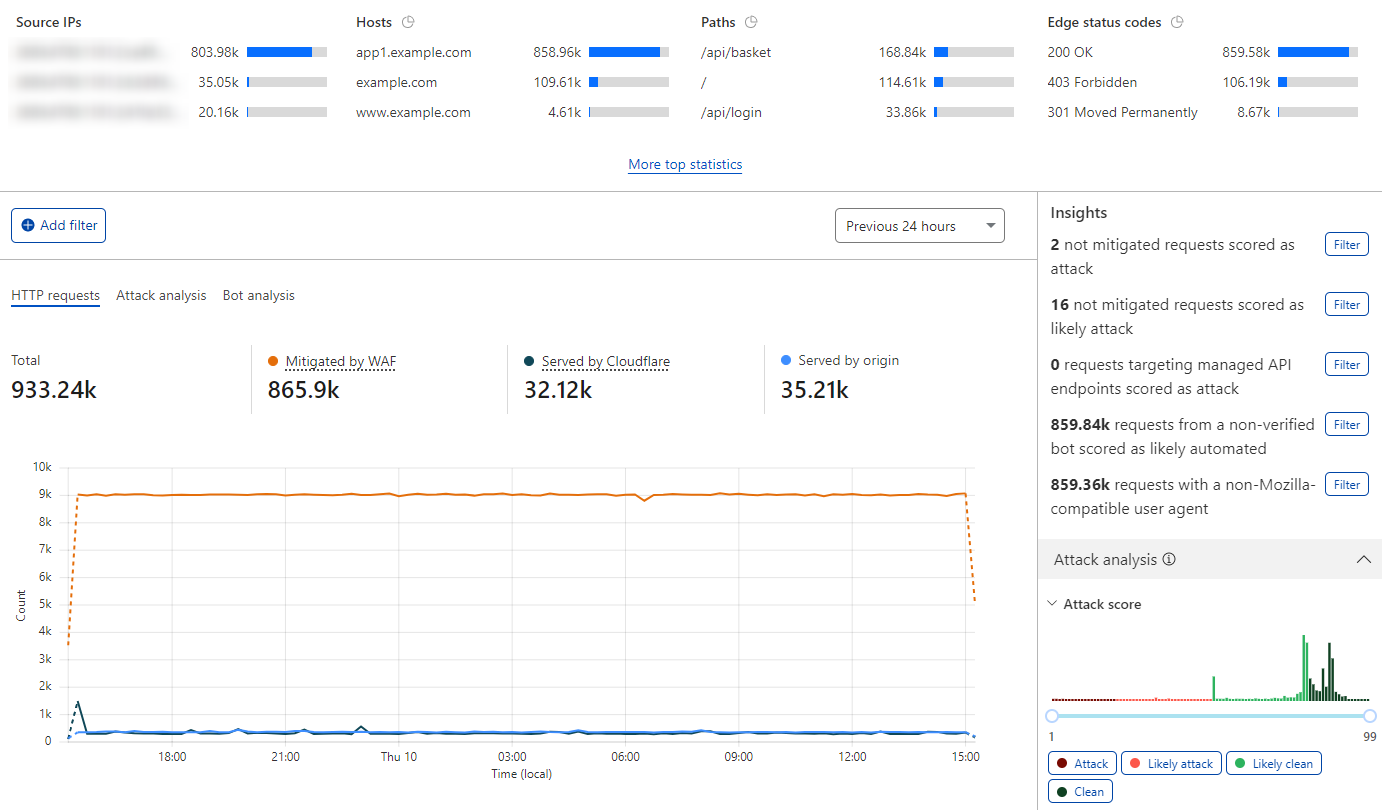 Source IPs
803.98k
35.05k
20.16k
Hosts
app1.example.com 858.96k
example.com 109.61k
www.example.com 4.61k
Paths
/api/basket 168.84k
/ 114.61k
/api/login 33.86k
Edge status codes
200 OK 859.58k
403 Forbidden 106.19k
301 Moved Permanently 8.67k
More top statistics
Add filter
Previous 24 hours
HTTP requests Attack analysis Bot analysis
Total
933.24k
Mitigated by WAF
865.9k
Served by Cloudflare
32.12k
Served by origin
35.21k
Count
10k
9k
8k
7k
6k
5k
4k
3k
2k
1k
0
18:00 21:00 Thu 10 03:00 06:00 09:00 12:00 15:00
Time (local)
Insights
2 not mitigated requests scored as
attack
Filter
16 not mitigated requests scored as
likely attack
Filter
0 requests targeting managed API
endpoints scored as attack
Filter
859.84k requests from a non-verified
bot scored as likely automated
Filter
859.36k requests with a non-Mozilla-
compatible user agent
Filter
Attack analysis
Attack score
1 99
Attack Likely attack Likely clean
Clean